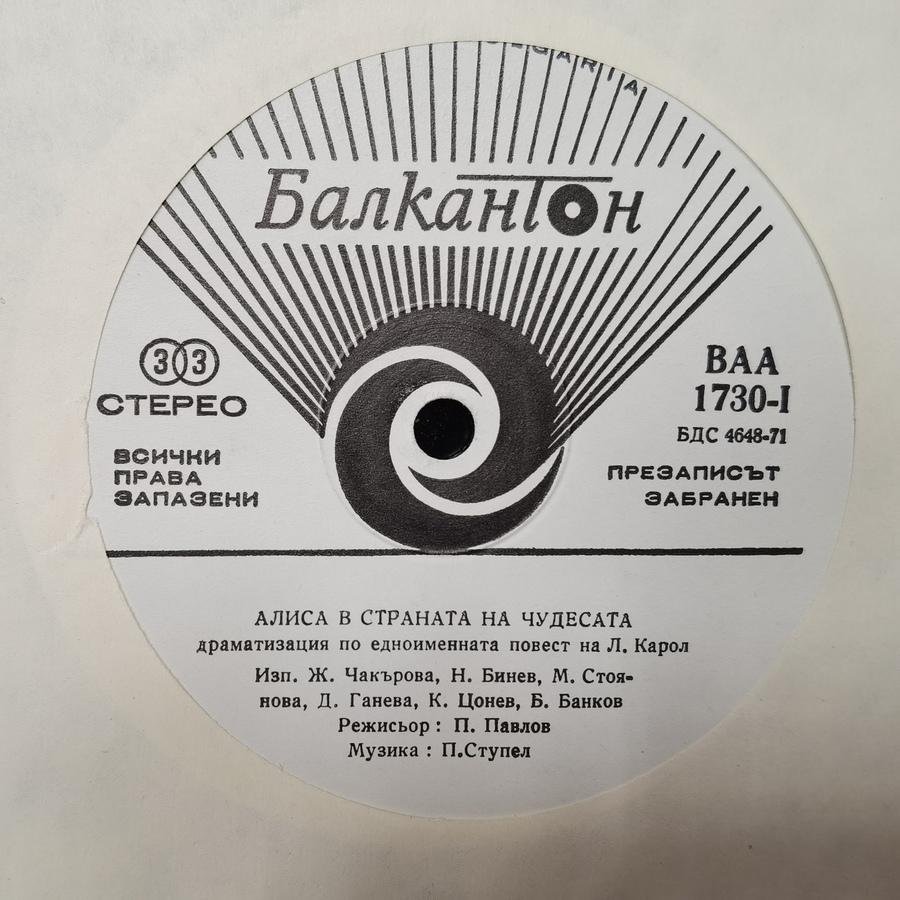 Балкантон
33
СТЕРЕО
ВСИЧКИ
ПРАВА
ЗАПАЗЕНИ
ВАА
1730-I
БДС 4648-71
ПРЕЗАПИСЪТ
ЗАБРАНЕН
АЛИСА В СТРАНАТА НА ЧУДЕСАТА
драматизация по едноименната повест на Л. Карол
Изп. Ж. Чакърова, Н. Бинев, М. Стоя-
нова, Д. Ганева, К. Цонев, Б. Банков
Режисьор : П. Павлов
Музика : П.Ступел